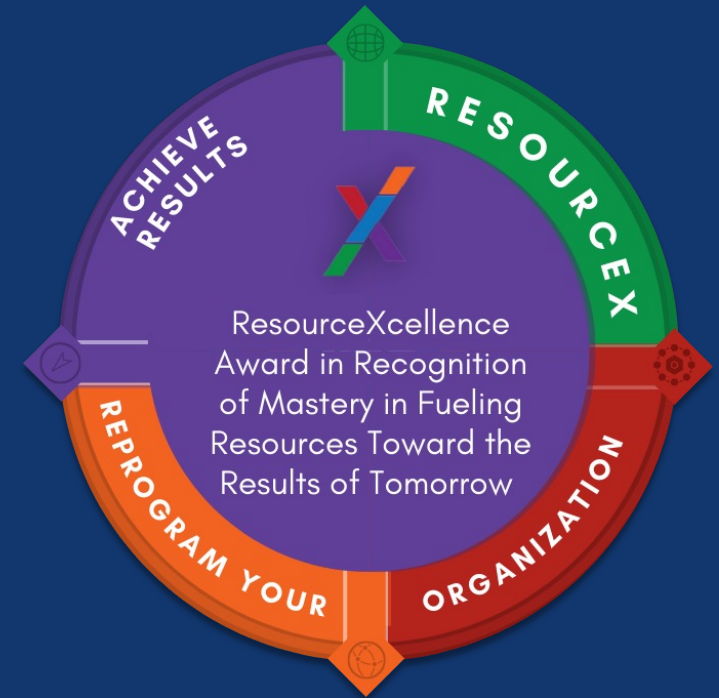 ACHIEVE
RESULTS
RESOURCEX
ResourceXcellence
Award in Recognition
of Mastery in Fueling
Resources Toward the
Results of Tomorrow
REPROGRAM YOUR
ORGANIZATION